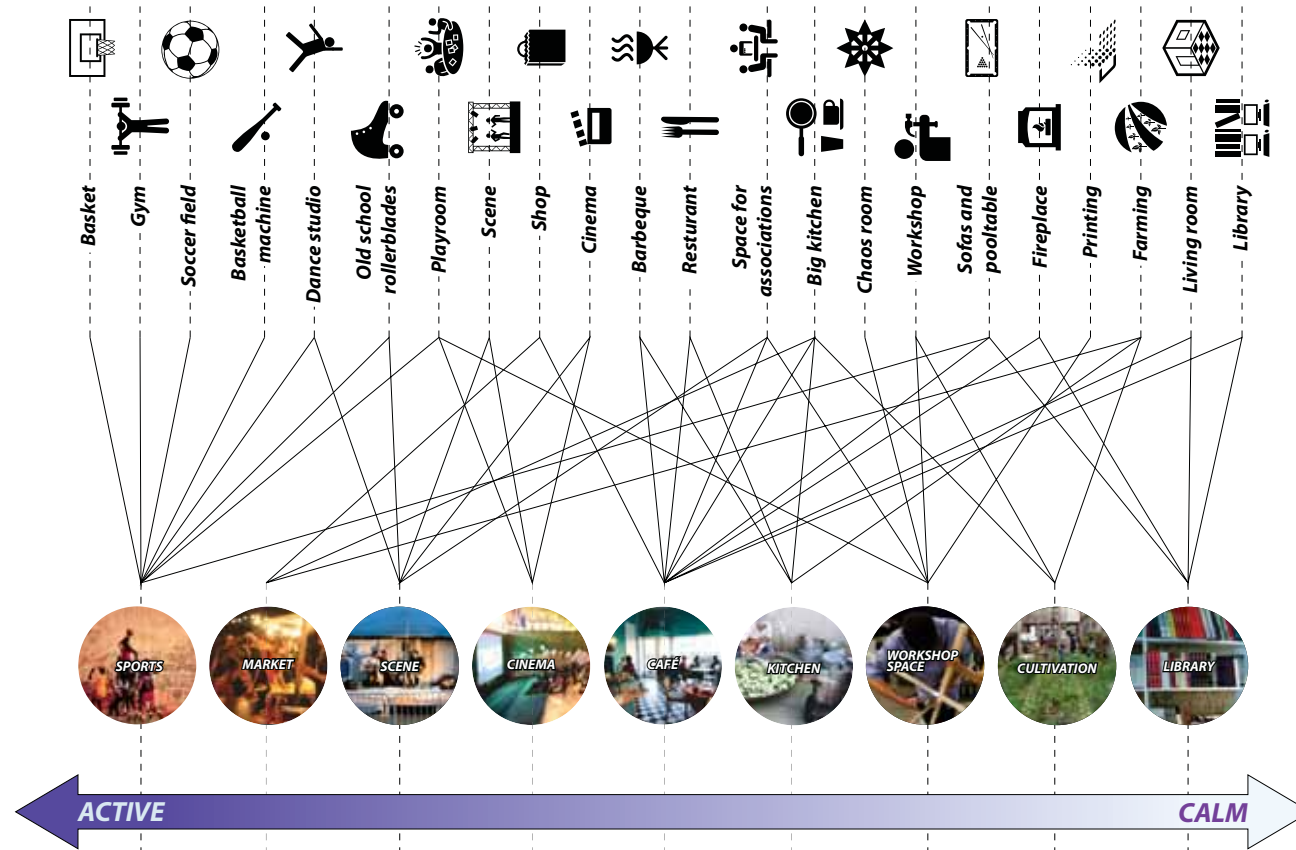 Basket
Gym
Soccer field
Basketball
machine
Dance studio
Old school
rollerblades
Playroom
Scene
Shop
Cinema
Barbeque
Resturant
Space for
associations
Big kitchen
Chaos room
Workshop
Sofas and
pooltable
Fireplace
Printing
Farming
Living room
Library
SPORTS
MARKET
SCENE
CINEMA
CAFÉ
KITCHEN
WORKSHOP
SPACE
CULTIVATION
LIBRARY
ACTIVE
CALM